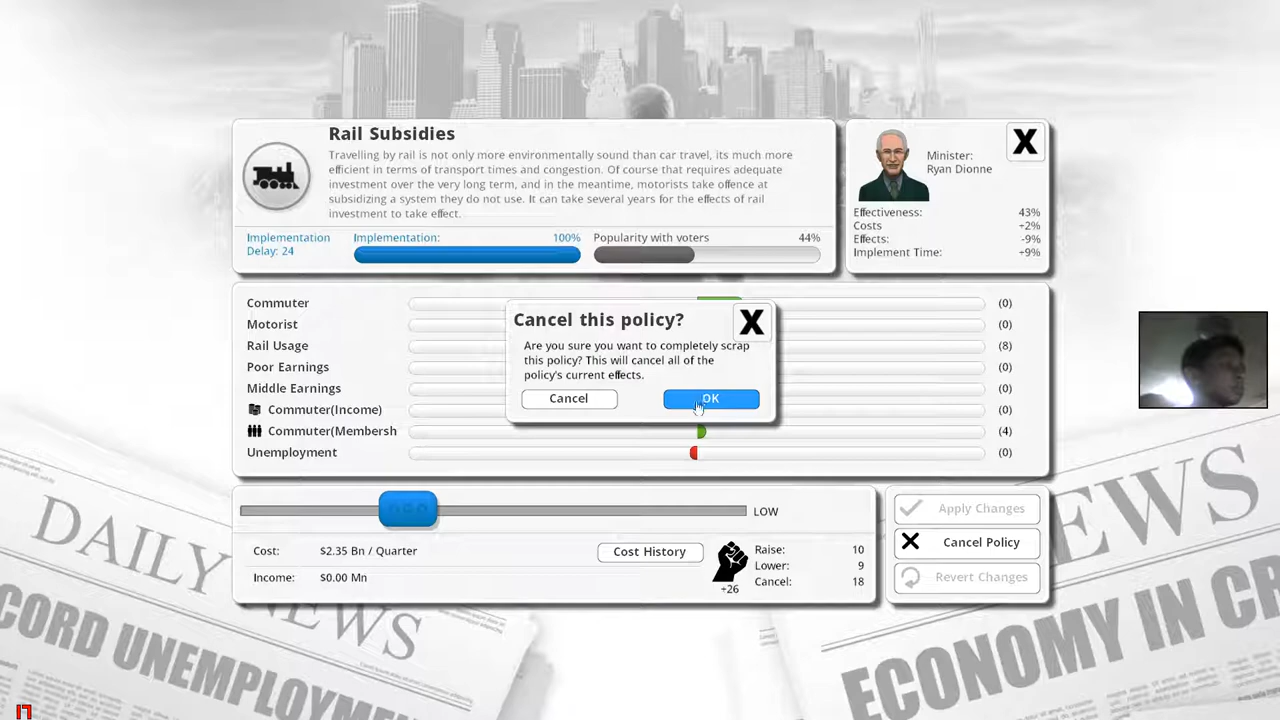 Rail Subsidies
Travelling by rail is not only more environmentally sound than car travel, its much more
efficient in terms of transport times and congestion. Of course that requires adequate
investment over the very long term, and in the meantime, motorists take offence at
subsidizing a system they do not use. It can take several years for the effects of rail
investment to take effect.
Implementation
Delay: 24
Implementation: 100%
Popularity with voters 44%
X
Minister:
Ryan Dionne
Effectiveness: 43%
Costs +2%
Effects: -9%
Implement Time: +9%
Commuter (0)
Motorist (0)
Rail Usage (8)
Poor Earnings (0)
Middle Earnings (0)
Commuter(Income) (0)
Commuter(Membersh (4)
Unemployment (0)
Cancel this policy? X
Are you sure you want to completely scrap
this policy? This will cancel all of the
policy's current effects.
Cancel OK
LOW
Cost: $2.35 Bn / Quarter
Income: $0.00 Mn
Cost History
+26
Raise: 10
Lower: 9
Cancel: 18
Apply Changes
Cancel Policy
Revert Changes
DAILY NEWS
CORD UNEMPLOYMENT
NEWS
ECONOMY IN CR
17